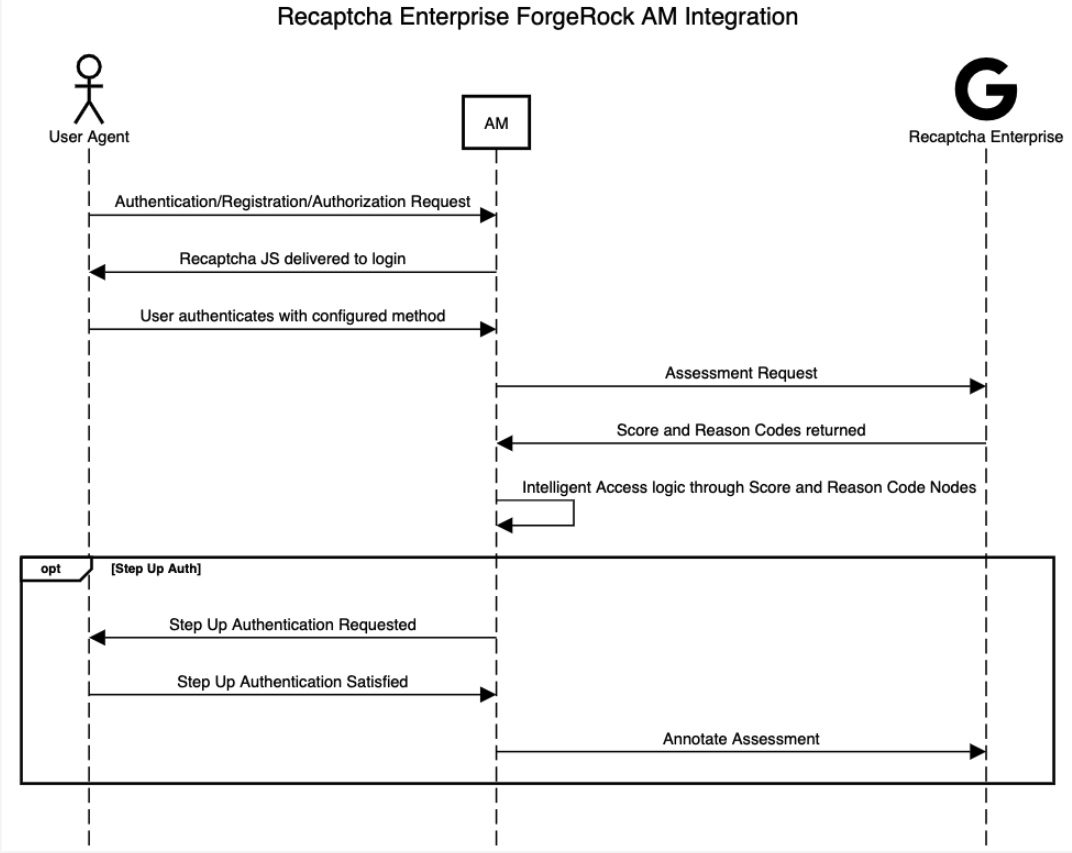 Recaptcha Enterprise ForgeRock AM Integration
User Agent
AM
Recaptcha Enterprise
Authentication/Registration/Authorization Request
Recaptcha JS delivered to login
User authenticates with configured method
Assessment Request
Score and Reason Codes returned
Intelligent Access logic through Score and Reason Code Nodes
opt [Step Up Auth]
Step Up Authentication Requested
Step Up Authentication Satisfied
Annotate Assessment